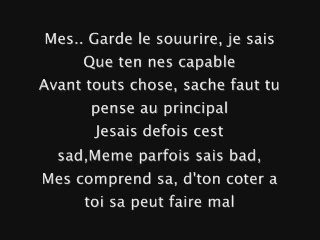 Mes.. Garde le souurire, je sais
Que ten nes capable
Avant touts chose, sache faut tu
pense au principal
Jesais defois cest
sad,Meme parfois sais bad,
Mes comprend sa, d'ton coter a
toi sa peut faire mal